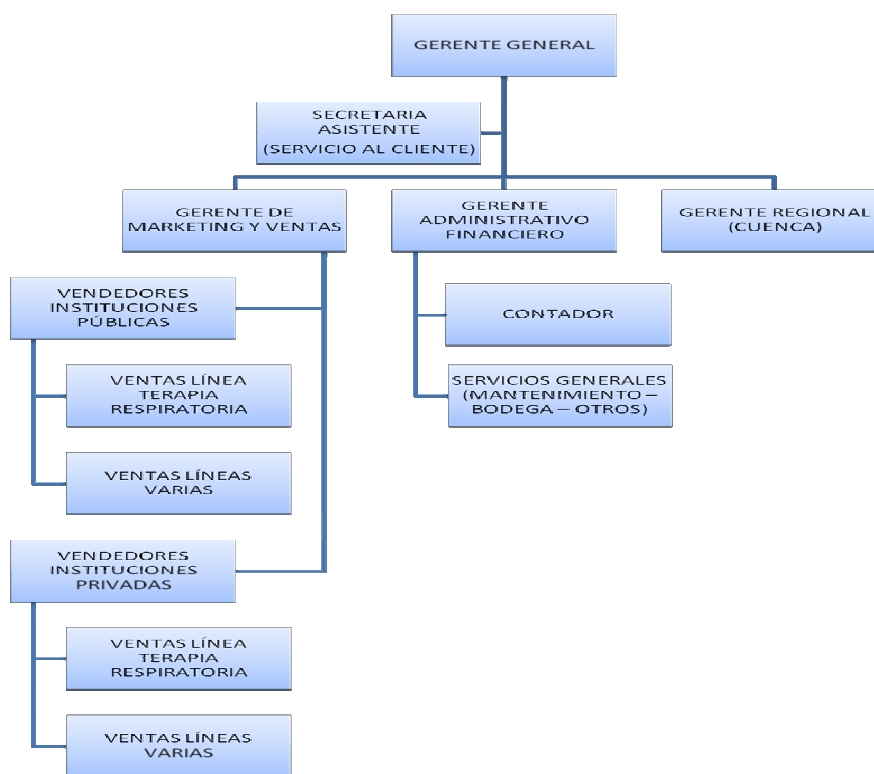 GERENTE GENERAL
SECRETARIA
ASISTENTE
(SERVICIO AL CLIENTE)
GERENTE DE
MARKETING Y VENTAS
GERENTE
ADMINISTRATIVO
FINANCIERO
GERENTE REGIONAL
(CUENCA)
VENDEDORES
INSTITUCIONES
PÚBLICAS
CONTADOR
VENTAS LÍNEA
TERAPIA
RESPIRATORIA
SERVICIOS GENERALES
(MANTENIMIENTO –
BODEGA – OTROS)
VENTAS LÍNEAS
VARIAS
VENDEDORES
INSTITUCIONES
PRIVADAS
VENTAS LÍNEA
TERAPIA
RESPIRATORIA
VENTAS LÍNEAS
VARIAS